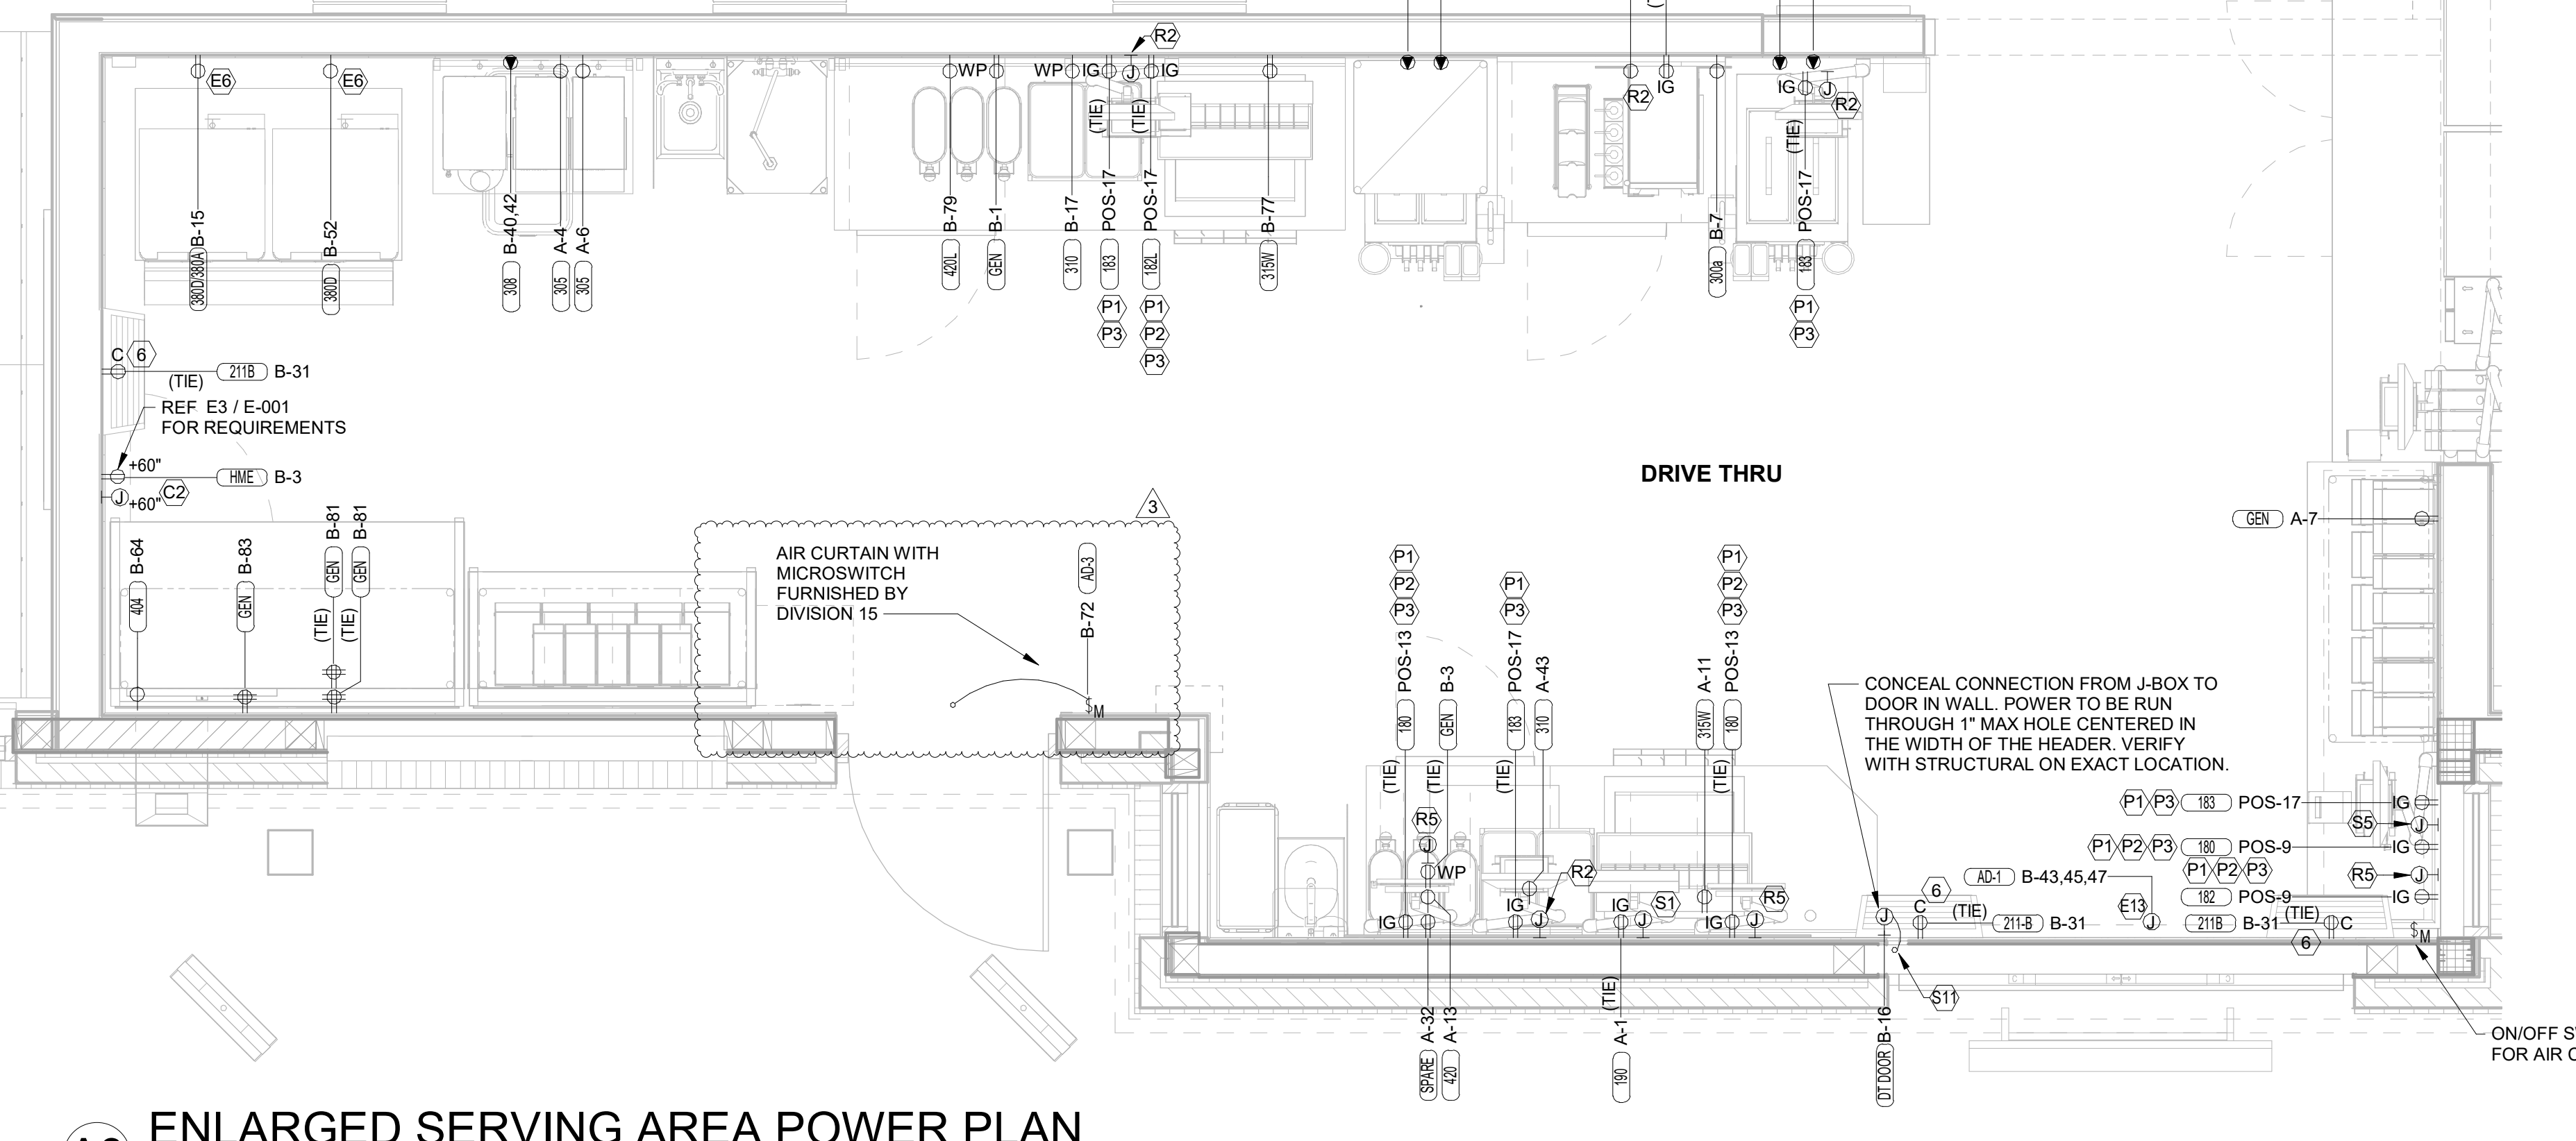 (TIE)
R2
E6
E6
WP
WP
IG
J
IG
R2
IG
IG
J
R2
(TIE)
(TIE)
(TIE)
380D/380A B-15
380D B-52
308 B-40,42
305 A-4
305 A-6
420L B-79
GEN B-1
310 B-17
183 POS-17
182L POS-17
315W B-77
300a B-7
183 POS-17
P1
P3
P1
P2
P3
P1
P3
C 6
(TIE) 211B B-31
REF E3 / E-001
FOR REQUIREMENTS
+60"
HME B-3
J +60" C2
DRIVE THRU
3
404 B-64
GEN B-83
GEN B-81
GEN B-81
(TIE)
(TIE)
AIR CURTAIN WITH
MICROSWITCH
FURNISHED BY
DIVISION 15
AD-3
B-72
$M
GEN A-7
P1
P2
P3
180 POS-13
(TIE)
GEN B-3
(TIE)
P1
P3
183 POS-17
(TIE)
310 A-43
315W A-11
P1
P2
P3
180 POS-13
(TIE)
CONCEAL CONNECTION FROM J-BOX TO
DOOR IN WALL. POWER TO BE RUN
THROUGH 1" MAX HOLE CENTERED IN
THE WIDTH OF THE HEADER. VERIFY
WITH STRUCTURAL ON EXACT LOCATION.
P1 P3 183 POS-17 IG
S5 J
P1 P2 P3 180 POS-9 IG
P1 P2 P3
R5 J
182 POS-9 IG
AD-1 B-43,45,47
E13
J
R5
J
WP
R2
IG
IG
J
IG
J
S1
IG
J
R5
J
6
C
(TIE) 211-B B-31
211B B-31 (TIE) C
6
$M
S11
SPARE A-32
420 A-13
190 A-1 (TIE)
DT DOOR B-16
C
C
ON/OFF S
FOR AIR
ENLARGED SERVING AREA POWER PLAN